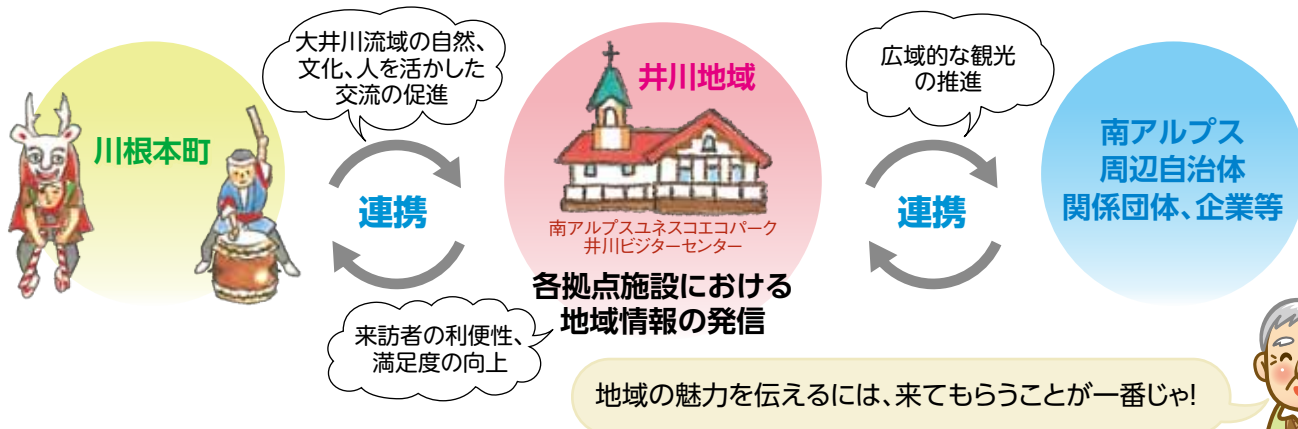 川根本町
大井川流域の自然、
文化、人を活かした
交流の促進
連携
来訪者の利便性、
満足度の向上
井川地域
南アルプスユネスコエコパーク
井川ビジターセンター
各拠点施設における
地域情報の発信
広域的な観光
の推進
連携
南アルプス
周辺自治体
関係団体、企業等
地域の魅力を伝えるには、来てもらうことが一番じゃ!